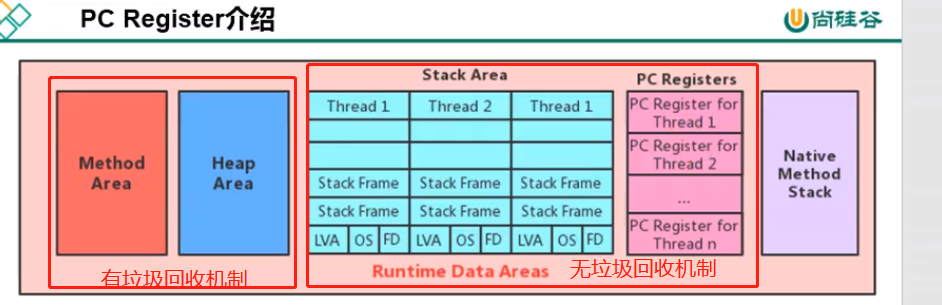 PC Register介绍
尚硅谷
Stack Area
PC Registers
Thread 1
Thread 2
Thread 1
PC Register for
Thread 1
PC Register for
Thread 2
Method
Area
Heap
Area
Native
Method
Stack
Stack Frame
Stack Frame
Stack Frame
...
Stack Frame
Stack Frame
Stack Frame
PC Register for
Thread n
LVA
OS
FD
LVA
OS
FD
LVA
OS
FD
Runtime Data Areas
无垃圾回收机制
有垃圾回收机制